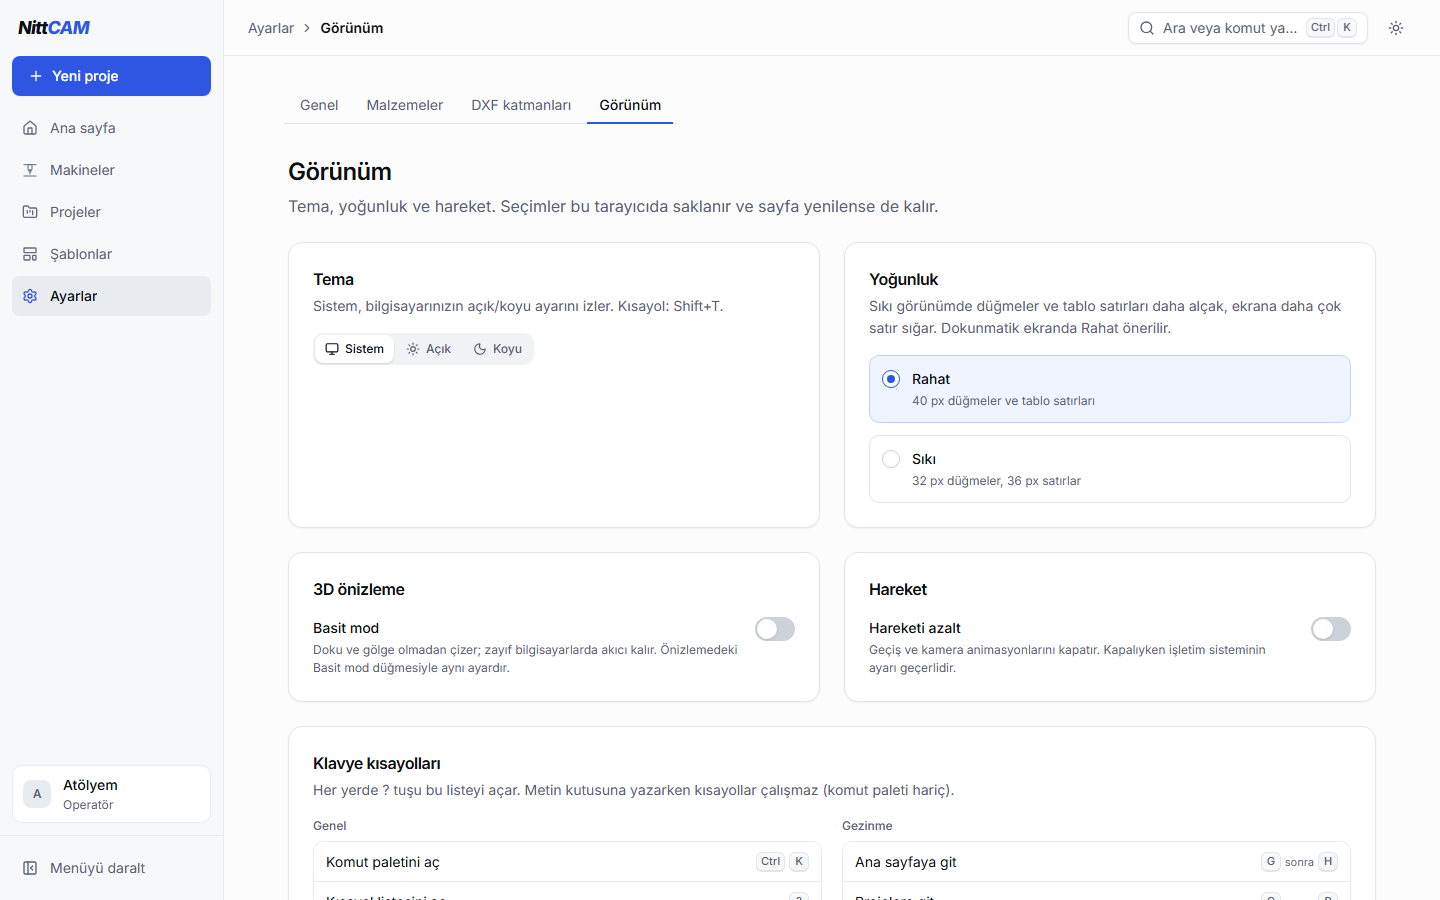 NittCAM
Ayarlar > Görünüm
Ara veya komut ya... Ctrl K
Yeni proje
Ana sayfa
Makineler
Projeler
Şablonlar
Ayarlar
Genel Malzemeler DXF katmanları Görünüm
Görünüm
Tema, yoğunluk ve hareket. Seçimler bu tarayıcıda saklanır ve sayfa yenilense de kalır.
Tema
Sistem, bilgisayarınızın açık/koyu ayarını izler. Kısayol: Shift+T.
Sistem Açık Koyu
Yoğunluk
Sıkı görünümde düğmeler ve tablo satırları daha alçak, ekrana daha çok
satır sığar. Dokunmatik ekranda Rahat önerilir.
Rahat
40 px düğmeler ve tablo satırları
Sıkı
32 px düğmeler, 36 px satırlar
3D önizleme
Basit mod
Doku ve gölge olmadan çizer; zayıf bilgisayarlarda akıcı kalır. Önizlemedeki
Basit mod düğmesiyle aynı ayardır.
Hareket
Hareketi azalt
Geçiş ve kamera animasyonlarını kapatır. Kapalıyken işletim sisteminin
ayarı geçerlidir.
Klavye kısayolları
Her yerde ? tuşu bu listeyi açar. Metin kutusuna yazarken kısayollar çalışmaz (komut paleti hariç).
Genel
Komut paletini aç Ctrl K
Gezinme
Ana sayfaya git G sonra H
A
Atölyem
Operatör
Menüyü daralt